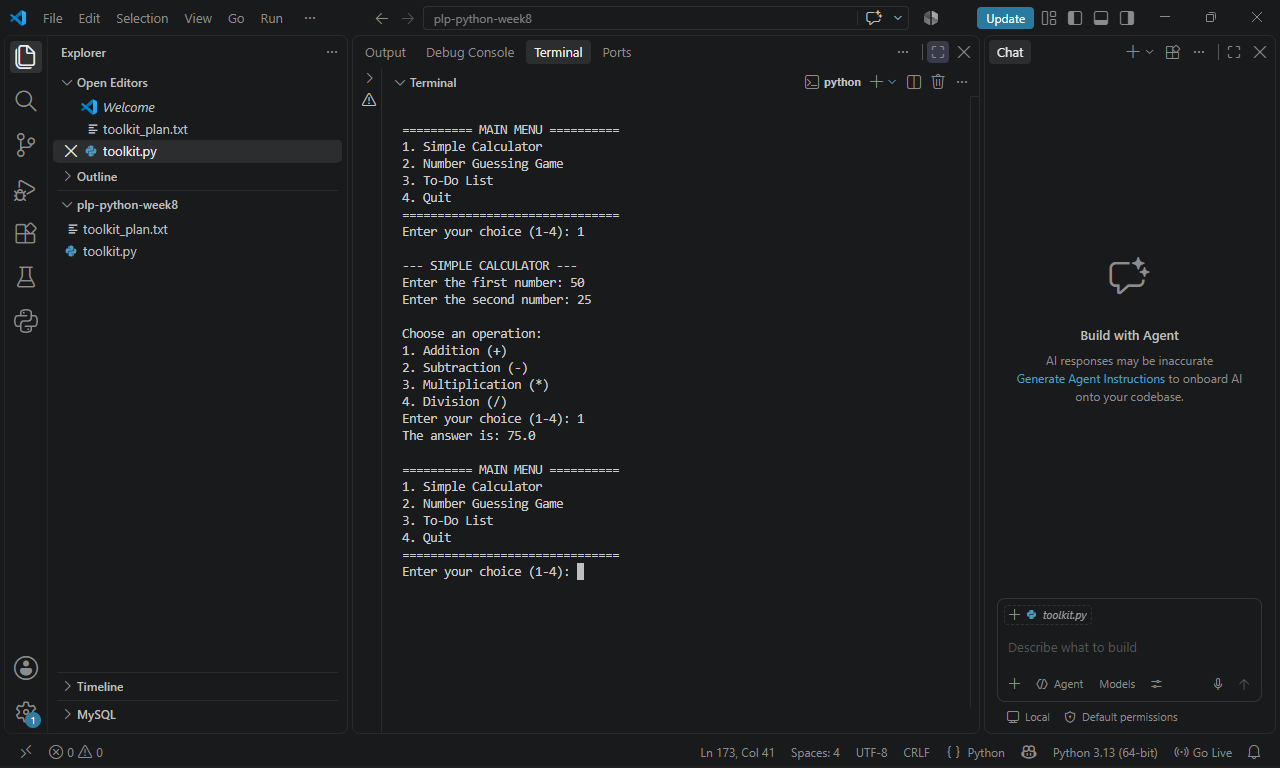 File Edit Selection View Go Run ···
plp-python-week8
Update
Explorer
Open Editors
Welcome
toolkit_plan.txt
toolkit.py
Outline
plp-python-week8
toolkit_plan.txt
toolkit.py
Timeline
MySQL
1
Output Debug Console Terminal Ports
Terminal
python
========== MAIN MENU ==========
1. Simple Calculator
2. Number Guessing Game
3. To-Do List
4. Quit
===============================
Enter your choice (1-4): 1
--- SIMPLE CALCULATOR ---
Enter the first number: 50
Enter the second number: 25
Choose an operation:
1. Addition (+)
2. Subtraction (-)
3. Multiplication (*)
4. Division (/)
Enter your choice (1-4): 1
The answer is: 75.0
========== MAIN MENU ==========
1. Simple Calculator
2. Number Guessing Game
3. To-Do List
4. Quit
===============================
Enter your choice (1-4):
Chat
Build with Agent
AI responses may be inaccurate
Generate Agent Instructions to onboard AI
onto your codebase.
toolkit.py
Describe what to build
Agent Models
Local Default permissions
0 0
Ln 173, Col 41 Spaces: 4 UTF-8 CRLF { } Python Python 3.13 (64-bit) Go Live